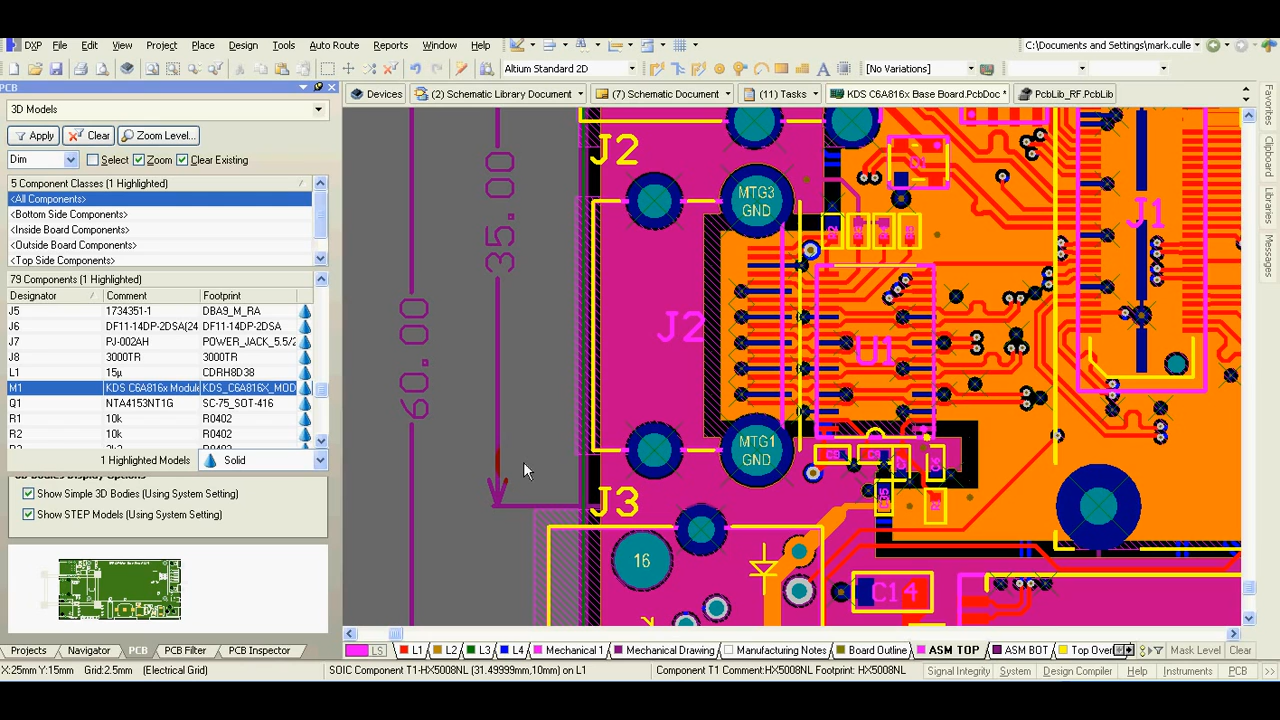 DXP File Edit View Project Place Design Tools Auto Route Reports Window Help C:\Documents and Settings\mark.culle
Altium Standard 2D [No Variations]
PCB
Devices (2) Schematic Library Document (7) Schematic Document (11) Tasks KDS C6A816x Base Board.PcbDoc * PcbLib_RF.PcbLib
3D Models
Apply Clear Zoom Level...
Dim Select Zoom Clear Existing
5 Component Classes (1 Highlighted)
<All Components>
<Bottom Side Components>
<Inside Board Components>
<Outside Board Components>
<Top Side Components>
79 Components (1 Highlighted)
Designator Comment Footprint
J5 1734351-1 DBA9_M_RA
J6 DF11-14DP-2DSA(24 DF11-14DP-2DSA
J7 PJ-002AH POWER_JACK_5.5/2
J8 3000TR 3000TR
L1 15µ CDRH8D38
M1 KDS C6A816x Module KDS_C6A816X_MOD
Q1 NTA4153NT1G SC-75_SOT-416
R1 10k R0402
R2 10k R0402
1 Highlighted Models Solid
3D Bodies Display Options
Show Simple 3D Bodies (Using System Setting)
Show STEP Models (Using System Setting)
Projects Navigator PCB PCB Filter PCB Inspector
60.00
35.00
J2
MTG3
GND
J2
U1
J1
MTG1
GND
J3
16
C14
Favorites
Clipboard
Libraries
Messages
LS L1 L2 L3 L4 Mechanical 1 Mechanical Drawing Manufacturing Notes Board Outline ASM TOP ASM BOT Top Over Mask Level Clear
X:25mm Y:15mm Grid:2.5mm (Electrical Grid) SOIC Component T1-HX5008NL (31.49999mm,10mm) on L1 Component T1 Comment:HX5008NL Footprint: HX5008NL Signal Integrity System Design Compiler Help Instruments PCB >>